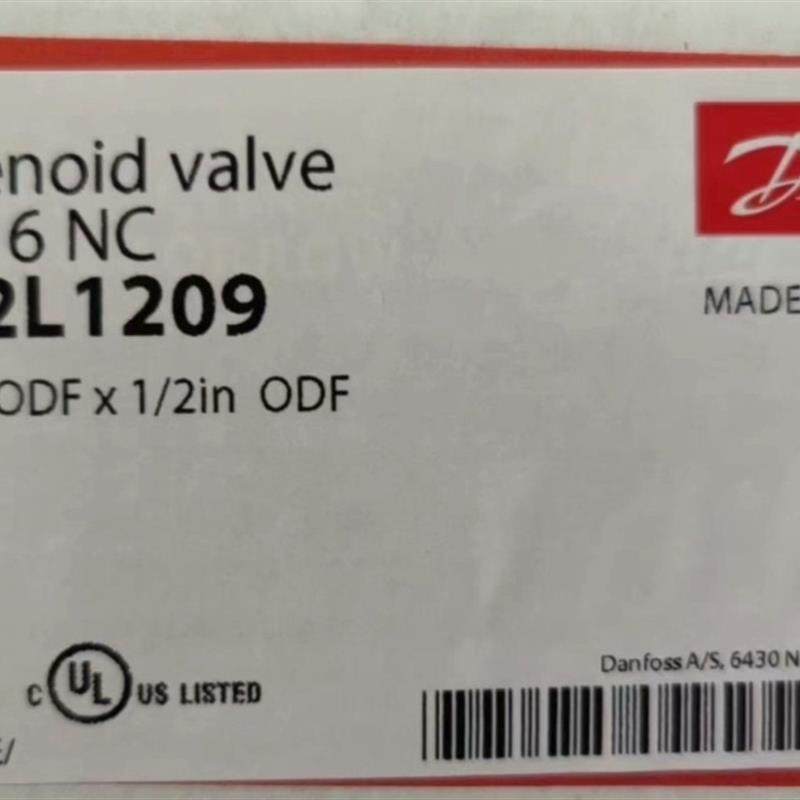 enoid valve
6 NC
2L1209
ODF x 1/2in ODF
MADE
c UL US LISTED
Danfoss A/S, 6430 N
E/